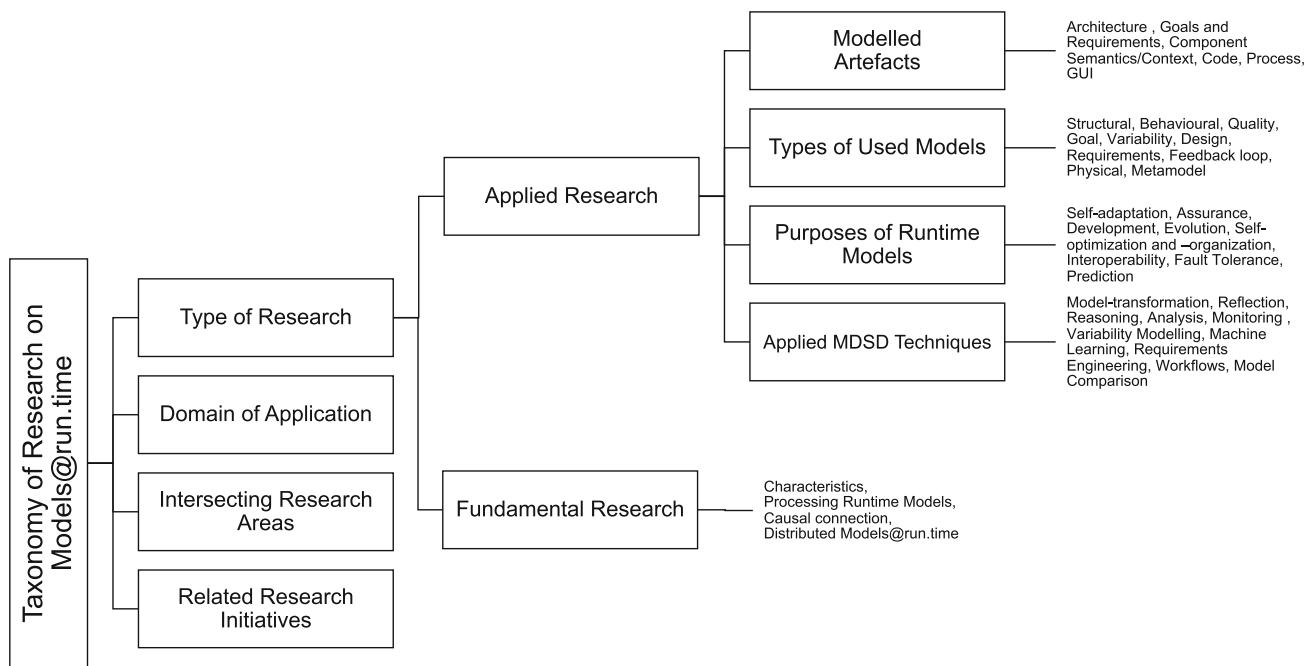 Taxonomy of Research on
Models@run.time
Type of Research
Domain of Application
Intersecting Research
Areas
Related Research
Initiatives
Applied Research
Fundamental Research
Modelled
Artefacts
Types of Used Models
Purposes of Runtime
Models
Applied MDSD Techniques
Architecture , Goals and
Requirements, Component
Semantics/Context, Code, Process,
GUI
Structural, Behavioural, Quality,
Goal, Variability, Design,
Requirements, Feedback loop,
Physical, Metamodel
Self-adaptation, Assurance,
Development, Evolution, Self-
optimization and –organization,
Interoperability, Fault Tolerance,
Prediction
Model-transformation, Reflection,
Reasoning, Analysis, Monitoring ,
Variability Modelling, Machine
Learning, Requirements
Engineering, Workflows, Model
Comparison
Characteristics,
Processing Runtime Models,
Causal connection,
Distributed Models@run.time